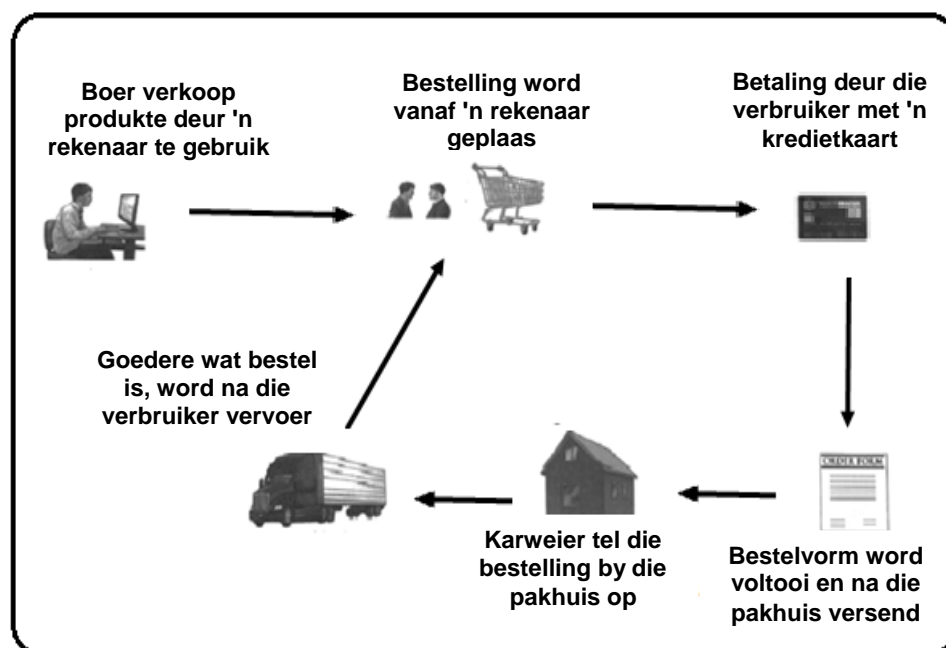 Boer verkoop
produkte deur 'n
rekenaar te gebruik
Bestelling word
vanaf 'n rekenaar
geplaas
Betaling deur die
verbruiker met 'n
kredietkaart
Goedere wat bestel
is, word na die
verbruiker vervoer
Karweier tel die
bestelling by die
pakhuis op
ORDER FORM
Bestelvorm word
voltooi en na die
pakhuis versend